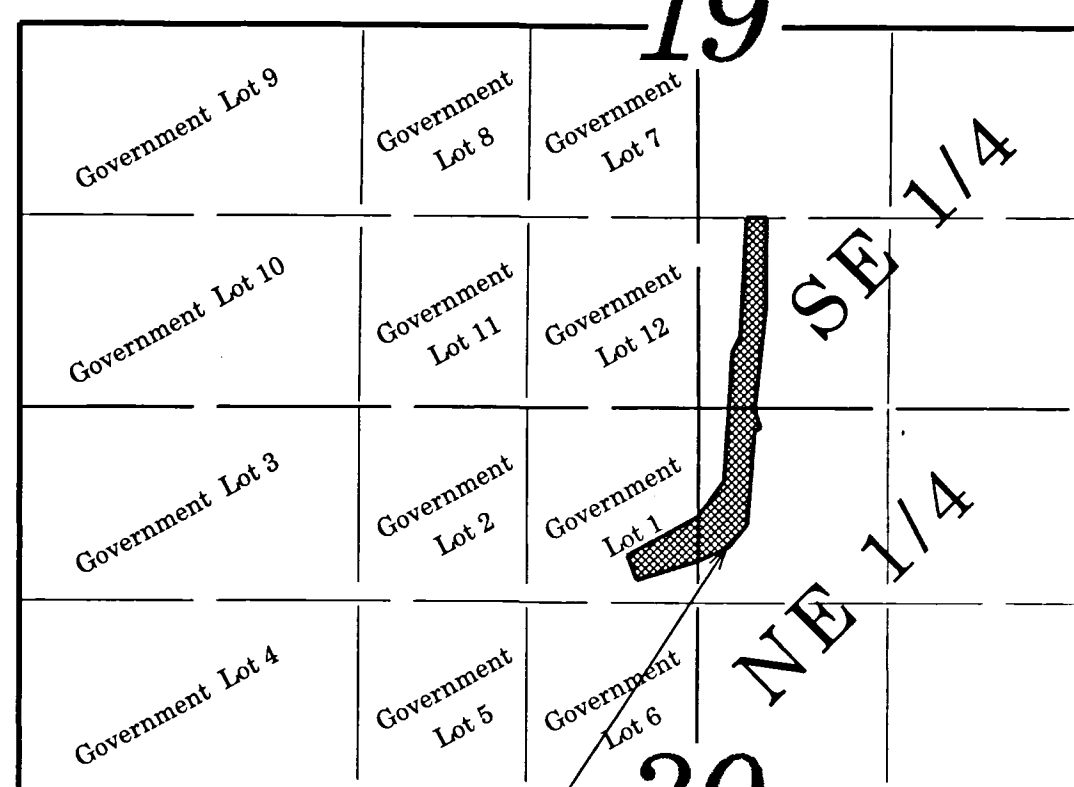 19
Government Lot 9
Government
Lot 8
Government
Lot 7
SE 1/4
Government Lot 10
Government
Lot 11
Government
Lot 12
Government Lot 3
Government
Lot 2
Government
Lot 1
NE 1/4
Government Lot 4
Government
Lot 5
Government
Lot 6